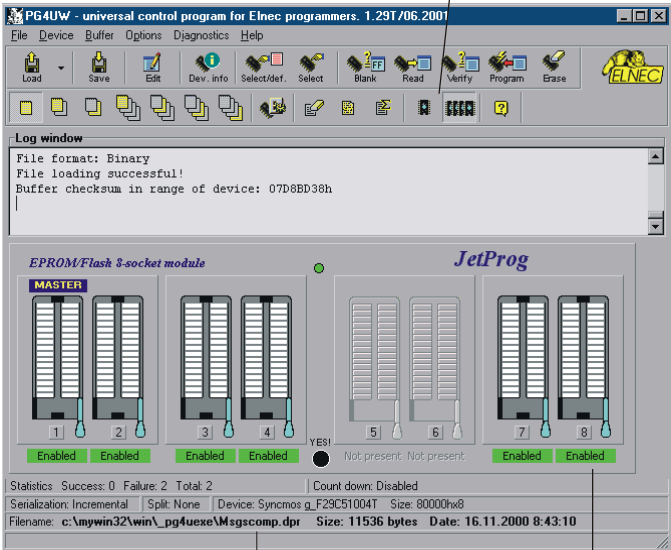 PG4UW - universal control program for Elnec programmers. 1.29T/06.2001
File Device Buffer Options Diagnostics Help
Load Save Edit Dev. info Select/def. Select Blank Read Verify Program Erase ELNEC
Log window
File format: Binary
File loading successful!
Buffer checksum in range of device: 07D8BD38h
EPROM/Flash 8-socket module JetProg
MASTER
1 2 3 4 5 6 7 8
YES!
Enabled Enabled Enabled Enabled Not present Not present Enabled Enabled
Statistics Success: 0 Failure: 2 Total: 2 Count down: Disabled
Serialization: Incremental Split: None Device: Syncmos g_F29C51004T Size: 80000hx8
Filename: c:\mywin32\win\_pg4uexe\Msgscomp.dpr Size: 11536 bytes Date: 16.11.2000 8:43:10